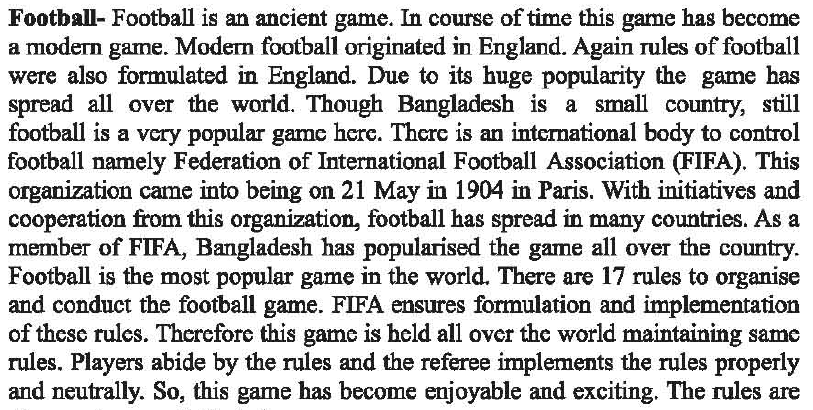 Football- Football is an ancient game. In course of time this game has become
a modern game. Modern football originated in England. Again rules of football
were also formulated in England. Due to its huge popularity the game has
spread all over the world. Though Bangladesh is a small country, still
football is a very popular game here. There is an international body to control
football namely Federation of International Football Association (FIFA). This
organization came into being on 21 May in 1904 in Paris. With initiatives and
cooperation from this organization, football has spread in many countries. As a
member of FIFA, Bangladesh has popularised the game all over the country.
Football is the most popular game in the world. There are 17 rules to organise
and conduct the football game. FIFA ensures formulation and implementation
of these rules. Therefore this game is held all over the world maintaining same
rules. Players abide by the rules and the referee implements the rules properly
and neutrally. So, this game has become enjoyable and exciting. The rules are